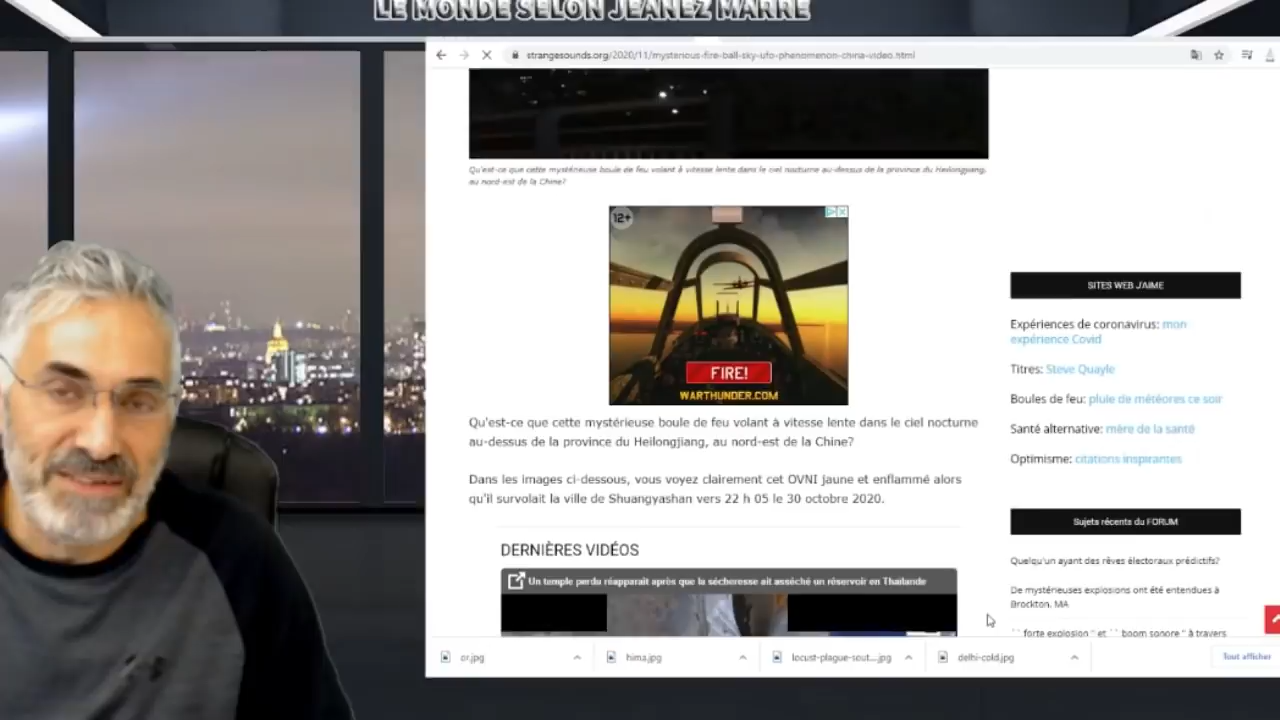 LE MONDE SELON JEANEZ MARRE
strangesounds.org/2020/11/mysterious-fire-ball-sky-ufo-phenomenon-china-video.html
Qu'est-ce que cette mystérieuse boule de feu volant à vitesse lente dans le ciel nocturne au-dessus de la province du Heilongjiang,
au nord-est de la Chine?
12+
FIRE!
WARTHUNDER.COM
Qu'est-ce que cette mystérieuse boule de feu volant à vitesse lente dans le ciel nocturne
au-dessus de la province du Heilongjiang, au nord-est de la Chine?
Dans les images ci-dessous, vous voyez clairement cet OVNI jaune et enflammé alors
qu'il survolait la ville de Shuangyashan vers 22 h 05 le 30 octobre 2020.
DERNIÈRES VIDÉOS
Un temple perdu réapparaît après que la sécheresse ait asséché un réservoir en Thaïlande
SITES WEB J'AIME
Expériences de coronavirus: mon
expérience Covid
Titres: Steve Quayle
Boules de feu: pluie de météores ce soir
Santé alternative: mère de la santé
Optimisme: citations inspirantes
Sujets récents du FORUM
Quelqu'un ayant des rêves électoraux prédictifs?
De mystérieuses explosions ont été entendues à
Brockton, MA
`` forte explosion '' et `` boom sonore '' à travers
or.jpg
hima.jpg
locust-plague-sout....jpg
delhi-cold.jpg
Tout afficher